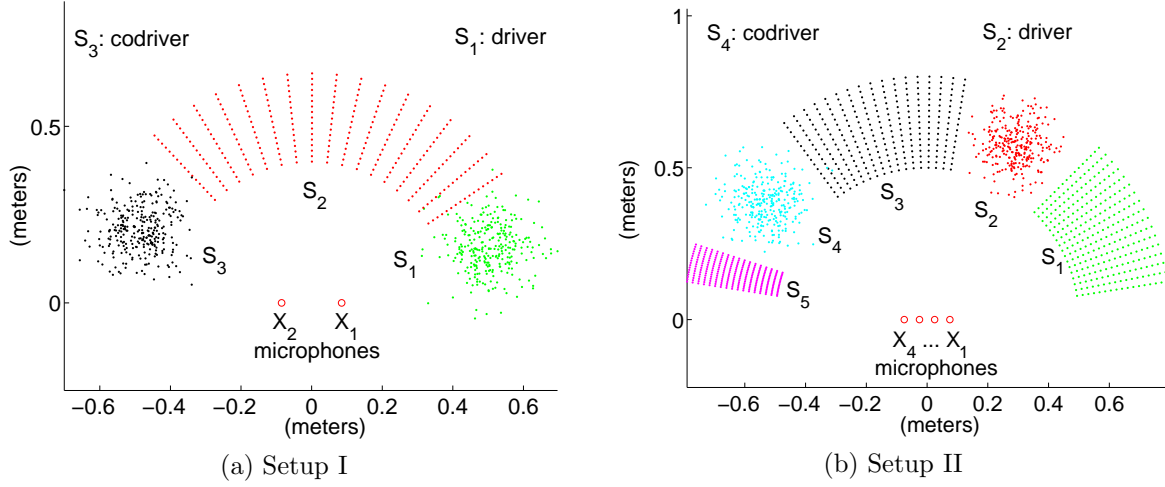 S3: codriver
S1: driver
0.5
0
(meters)
S2
S3
S1
X2
X1
microphones
−0.6 −0.4 −0.2 0 0.2 0.4 0.6
(meters)
(a) Setup I
1
S4: codriver
S2: driver
0.5
0
(meters)
S3
S2
S4
S1
S5
X4 ... X1
microphones
−0.6 −0.4 −0.2 0 0.2 0.4 0.6
(meters)
(b) Setup II